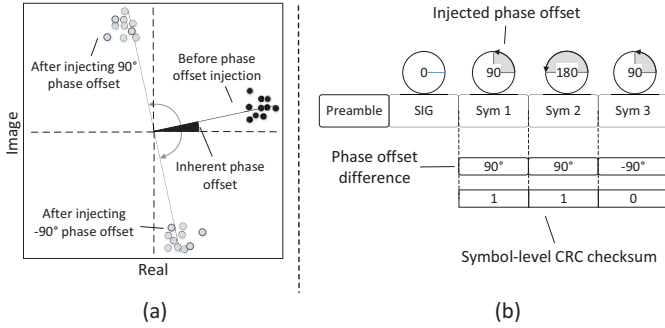 After injecting 90°
phase offset
Before phase
offset injection
Inherent phase
offset
After injecting
-90° phase offset
Image
Real
(a)
Injected phase offset
0
90
180
90
Preamble
SIG
Sym 1
Sym 2
Sym 3
Phase offset
difference
90°
90°
-90°
1
1
0
Symbol-level CRC checksum
(b)